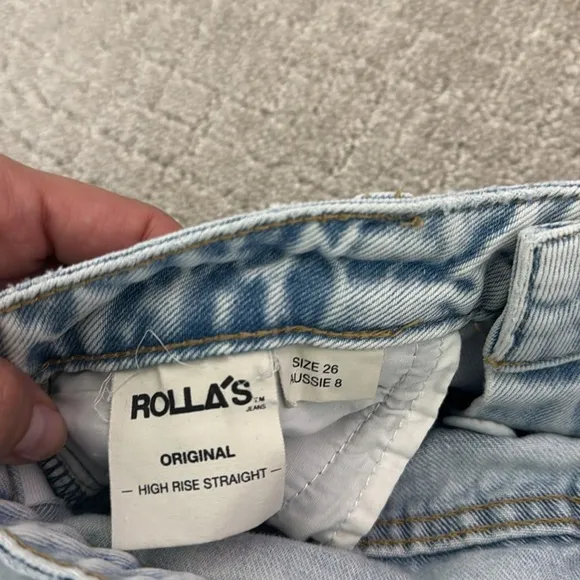 ROLLA'S TM
JEANS
ORIGINAL
- HIGH RISE STRAIGHT -
SIZE 26
AUSSIE 8